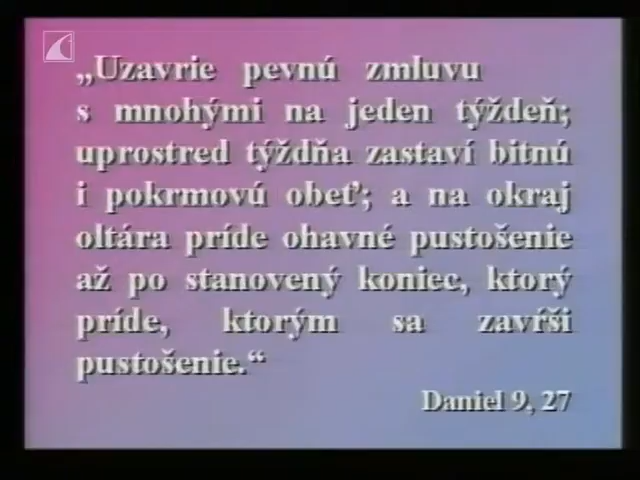 „Uzavrie pevnú zmluvu
s mnohými na jeden týždeň;
uprostred týždňa zastaví bitnú
i pokrmovú obeť; a na okraj
oltára príde ohavné pustošenie
až po stanovený koniec, ktorý
príde, ktorým sa zavŕši
pustošenie.“
Daniel 9, 27